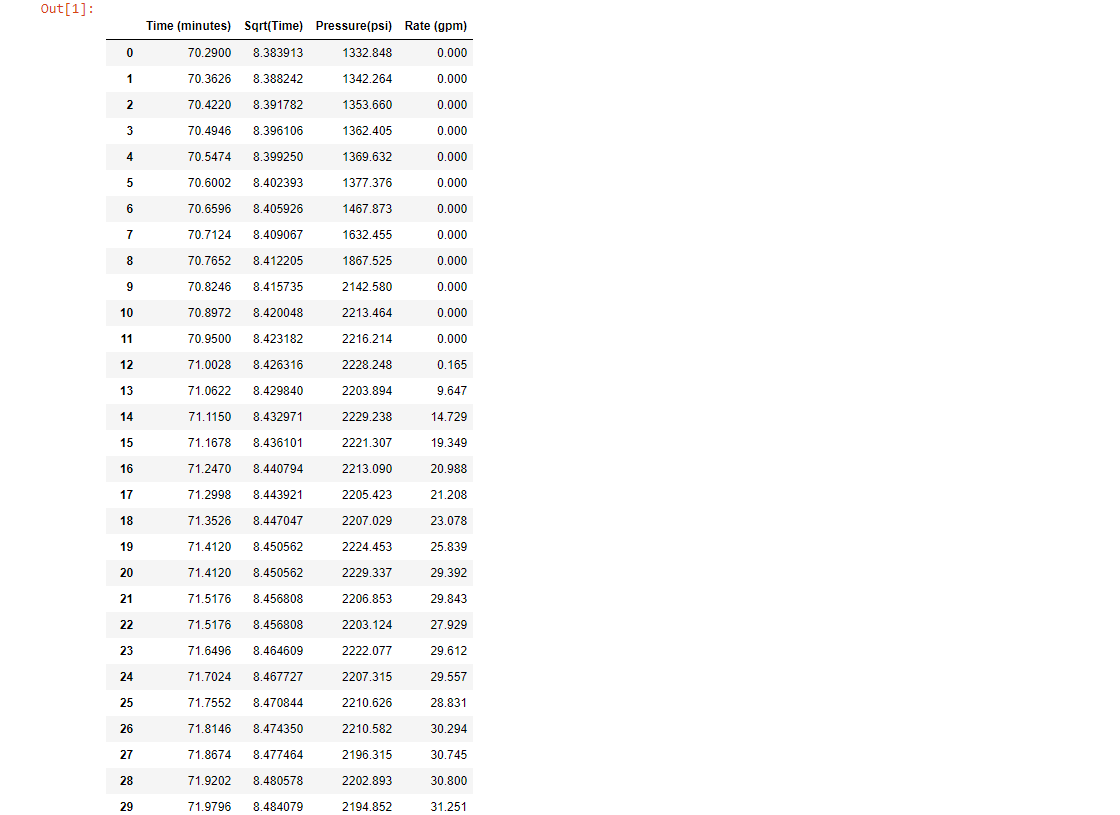 Out[1]:
Time (minutes) Sqrt(Time) Pressure(psi) Rate (gpm)
0 70.2900 8.383913 1332.848 0.000
1 70.3626 8.388242 1342.264 0.000
2 70.4220 8.391782 1353.660 0.000
3 70.4946 8.396106 1362.405 0.000
4 70.5474 8.399250 1369.632 0.000
5 70.6002 8.402393 1377.376 0.000
6 70.6596 8.405926 1467.873 0.000
7 70.7124 8.409067 1632.455 0.000
8 70.7652 8.412205 1867.525 0.000
9 70.8246 8.415735 2142.580 0.000
10 70.8972 8.420048 2213.464 0.000
11 70.9500 8.423182 2216.214 0.000
12 71.0028 8.426316 2228.248 0.165
13 71.0622 8.429840 2203.894 9.647
14 71.1150 8.432971 2229.238 14.729
15 71.1678 8.436101 2221.307 19.349
16 71.2470 8.440794 2213.090 20.988
17 71.2998 8.443921 2205.423 21.208
18 71.3526 8.447047 2207.029 23.078
19 71.4120 8.450562 2224.453 25.839
20 71.4120 8.450562 2229.337 29.392
21 71.5176 8.456808 2206.853 29.843
22 71.5176 8.456808 2203.124 27.929
23 71.6496 8.464609 2222.077 29.612
24 71.7024 8.467727 2207.315 29.557
25 71.7552 8.470844 2210.626 28.831
26 71.8146 8.474350 2210.582 30.294
27 71.8674 8.477464 2196.315 30.745
28 71.9202 8.480578 2202.893 30.800
29 71.9796 8.484079 2194.852 31.251